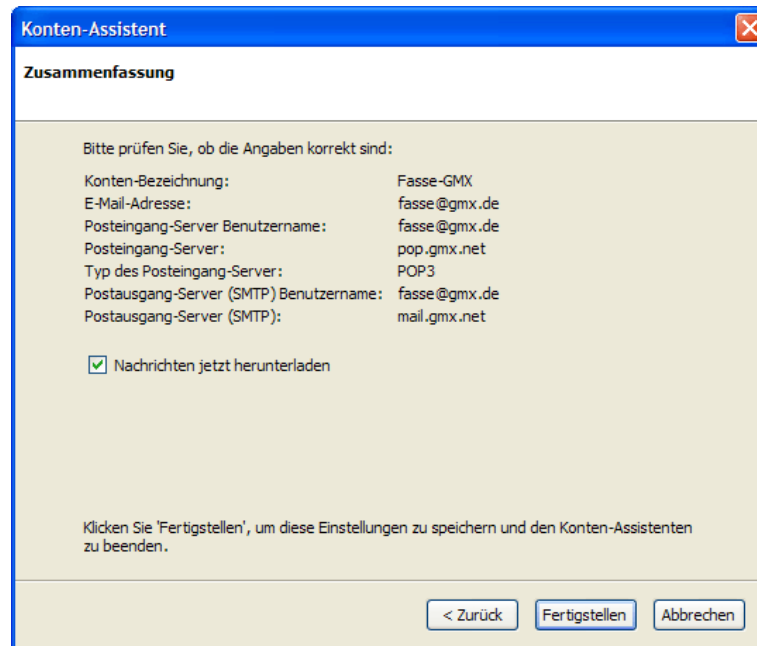 Konten-Assistent
Zusammenfassung
Bitte prüfen Sie, ob die Angaben korrekt sind:
Konten-Bezeichnung: Fasse-GMX
E-Mail-Adresse: fasse@gmx.de
Posteingang-Server Benutzername: fasse@gmx.de
Posteingang-Server: pop.gmx.net
Typ des Posteingang-Server: POP3
Postausgang-Server (SMTP) Benutzername: fasse@gmx.de
Postausgang-Server (SMTP): mail.gmx.net
Nachrichten jetzt herunterladen
Klicken Sie 'Fertigstellen', um diese Einstellungen zu speichern und den Konten-Assistenten
zu beenden.
< Zurück Fertigstellen Abbrechen